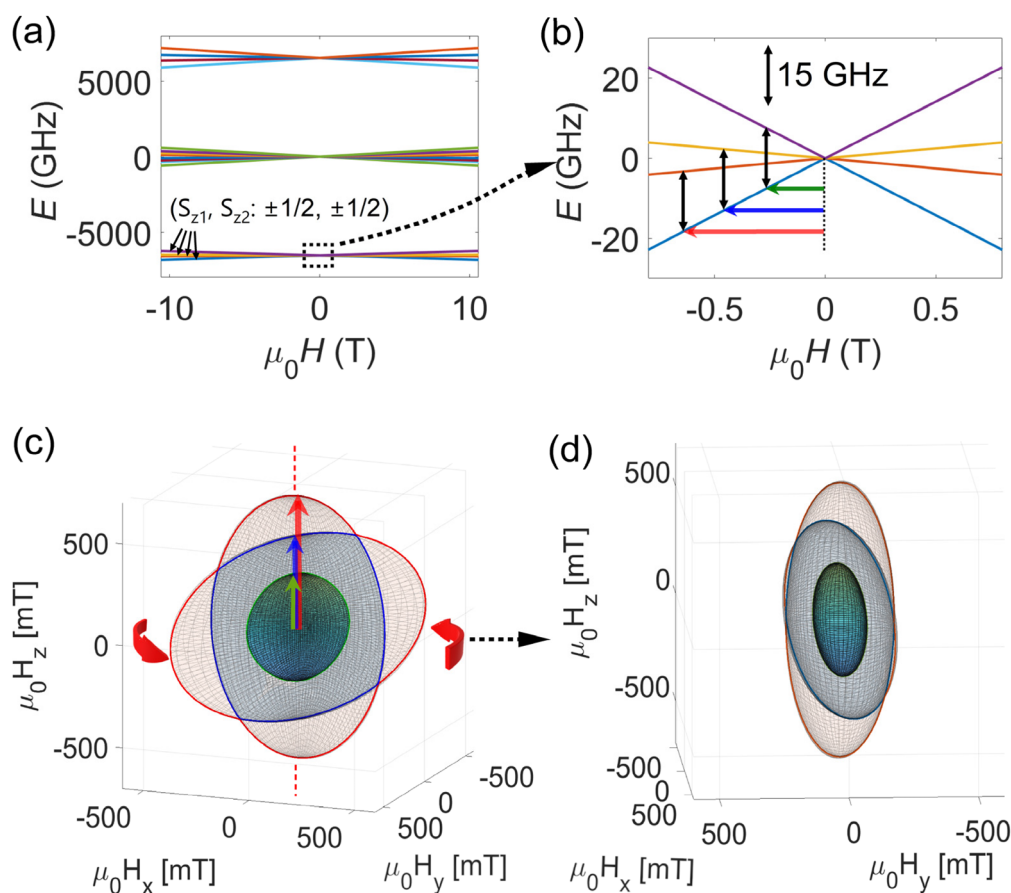 (a)
5000
0
-5000
E (GHz)
(Sz1, Sz2: ±1/2, ±1/2)
-10
0
10
μ0H (T)
(b)
20
0
-20
E (GHz)
15 GHz
-0.5
0
0.5
μ0H (T)
(c)
500
0
-500
μ0Hz [mT]
-500
0
500
μ0Hx [mT]
-500
0
500
μ0Hy [mT]
(d)
500
0
-500
μ0Hz [mT]
500
0
500
μ0Hx [mT]
500
0
-500
μ0Hy [mT]